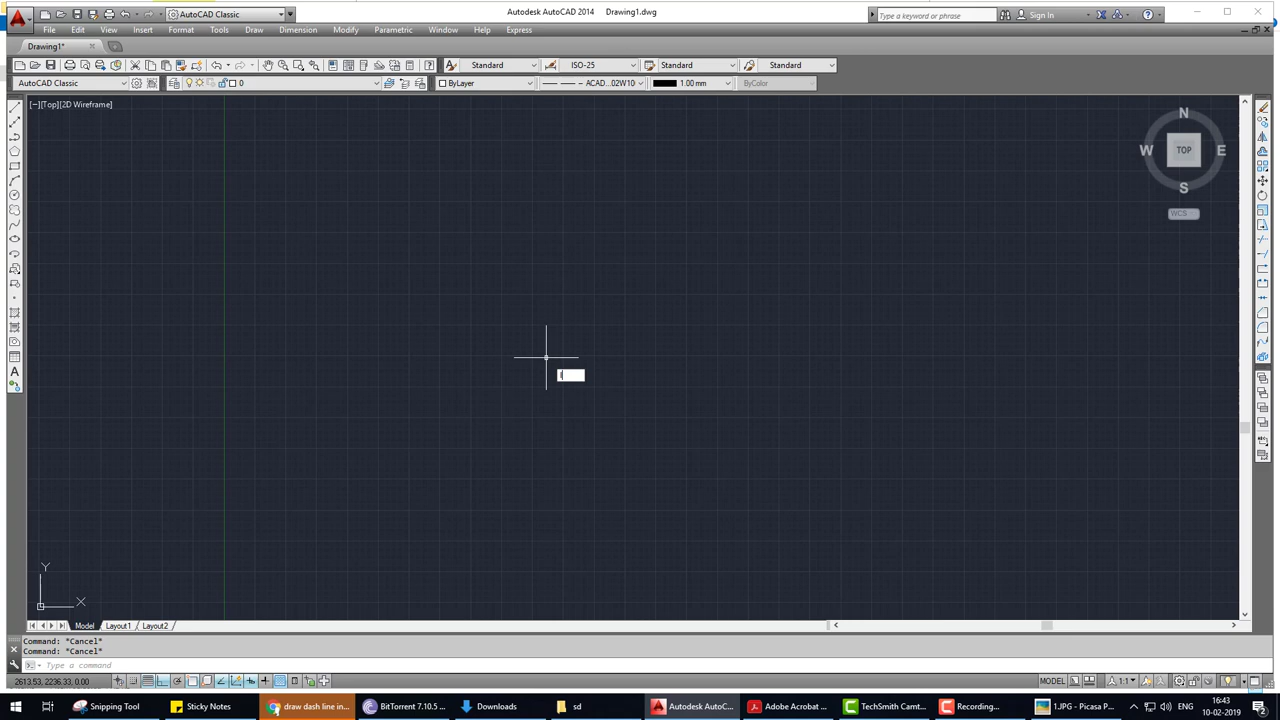 AutoCAD Classic
Autodesk AutoCAD 2014 Drawing1.dwg
Type a keyword or phrase
Sign In
File Edit View Insert Format Tools Draw Dimension Modify Parametric Window Help Express
Drawing1*
Standard ISO-25 Standard Standard
AutoCAD Classic 0 ByLayer ACAD...02W10 1.00 mm ByColor
[−][Top][2D Wireframe]
N
W TOP E
S
WCS
l
Y
X
Model Layout1 Layout2
Command: *Cancel*
Command: *Cancel*
Type a command
2613.53, 2236.33, 0.00 MODEL 1:1
Snipping Tool Sticky Notes draw dash line in... BitTorrent 7.10.5 ... Downloads sd Autodesk AutoC... Adobe Acrobat ... TechSmith Camt... Recording... 1.JPG - Picasa P... ENG 16:43
10-02-2019